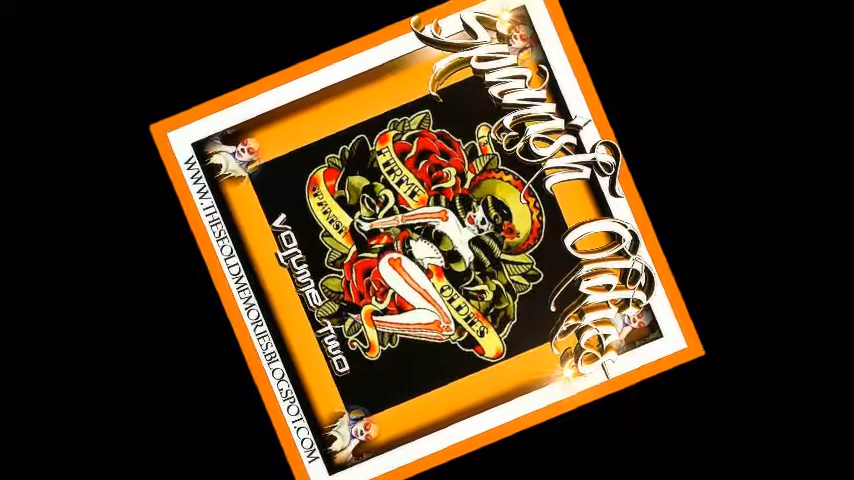 Spanish Oldies
FIRME
SPANISH
OLDIES
VOLUME TWO
WWW.THESEOLDMEMORIES.BLOGSPOT.COM